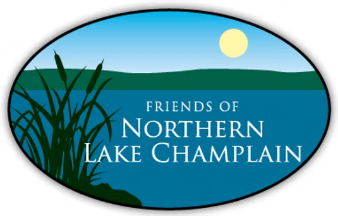 FRIENDS OF
NORTHERN
LAKE CHAMPLAIN